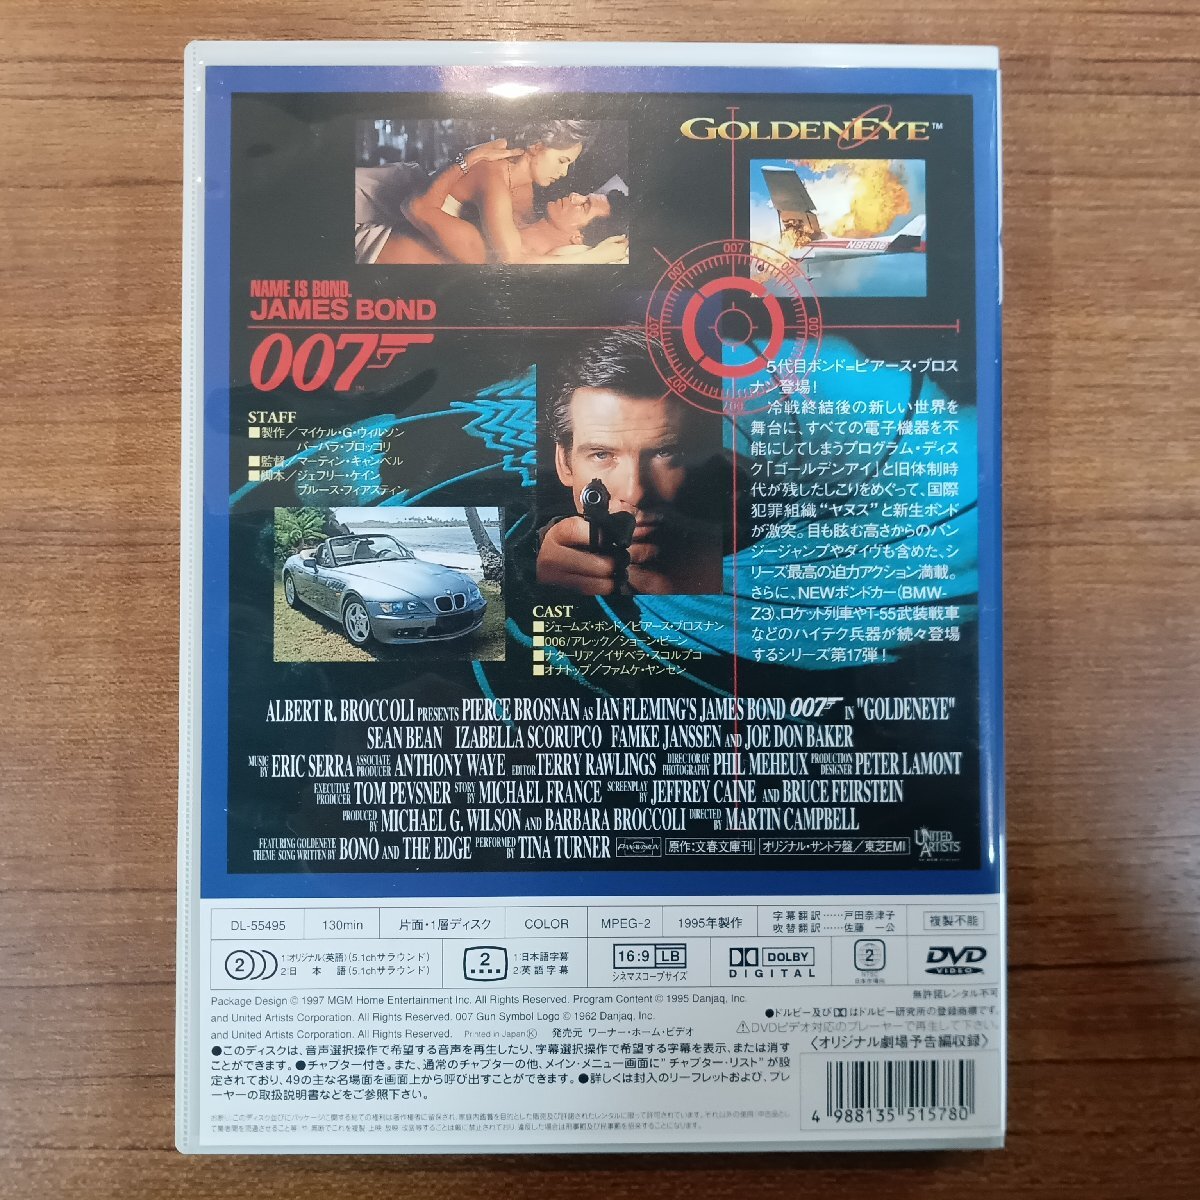 GOLDENEYE™
N9681C
NAME IS BOND.
JAMES BOND
007
007
007
007
007
007
007
STAFF
■製作／マイケル・G・ウィルソン
バーバラ・ブロッコリ
■監督／マーティン・キャンベル
■脚本／ジェフリー・ケイン
ブルース・フィアスティン
5代目ボンド=ピアース・ブロス
ナン登場!
冷戦終結後の新しい世界を
舞台に、すべての電子機器を不
能にしてしまうプログラム・ディス
ク「ゴールデンアイ」と旧体制時
代が残したしこりをめぐって、国際
犯罪組織“ヤヌス”と新生ボンド
が激突。目も眩む高さからのバン
ジージャンプやダイヴも含めた、シ
リーズ最高の迫力アクション満載。
さらに、NEWボンドカー(BMW-
Z3)、ロケット列車やT-55武装戦車
などのハイテク兵器が続々登場
するシリーズ第17弾!
CAST
■ジェームズ・ボンド／ピアース・ブロスナン
■006/アレック／ショーン・ビーン
■ナターリア／イザベラ・スコルプコ
■オナトップ／ファムケ・ヤンセン
ALBERT R. BROCCOLI PRESENTS PIERCE BROSNAN AS IAN FLEMING'S JAMES BOND 007 IN "GOLDENEYE"
SEAN BEAN IZABELLA SCORUPCO FAMKE JANSSEN AND JOE DON BAKER
MUSIC BY ERIC SERRA ASSOCIATE PRODUCER ANTHONY WAYE EDITOR TERRY RAWLINGS DIRECTOR OF PHOTOGRAPHY PHIL MEHEUX PRODUCTION DESIGNER PETER LAMONT
EXECUTIVE PRODUCER TOM PEVSNER STORY BY MICHAEL FRANCE SCREENPLAY BY JEFFREY CAINE AND BRUCE FEIRSTEIN
PRODUCED BY MICHAEL G. WILSON AND BARBARA BROCCOLI DIRECTED BY MARTIN CAMPBELL
FEATURING GOLDENEYE THEME SONG WRITTEN BY BONO AND THE EDGE PERFORMED BY TINA TURNER PANAVISION 原作:文春文庫刊 オリジナル・サントラ盤／東芝EMI UNITED ARTISTS
DL-55495 130min 片面・1層ディスク COLOR MPEG-2 1995年製作 字幕翻訳……戸田奈津子 複製不能
吹替翻訳……佐藤 一公
2 1:オリジナル(英語)(5.1chサラウンド) 2 1:日本語字幕 16:9 LB DOLBY 2 DVD
2:日本語(5.1chサラウンド) 2:英語字幕 シネマスコープサイズ DIGITAL NTSC 日本市場向 VIDEO
Package Design © 1997 MGM Home Entertainment Inc. All Rights Reserved. Program Content © 1995 Danjaq, Inc.
and United Artists Corporation. All Rights Reserved. 007 Gun Symbol Logo © 1962 Danjaq, Inc.
and United Artists Corporation. All Rights Reserved. Printed in Japan Ⓚ 発売元 ワーナー・ホーム・ビデオ
無許諾レンタル不可
●ドルビー及びDDはドルビー研究所の登録商標です。
⚠DVDビデオ対応のプレーヤーで再生して下さい。
〈オリジナル劇場予告編収録〉
●このディスクは、音声選択操作で希望する音声を再生したり、字幕選択操作で希望する字幕を表示、または消す
ことができます。●チャプター付き。また、通常のチャプターの他、メイン・メニュー画面に“チャプター・リスト”が設
定されており、49の主な名場面を画面上から呼び出すことができます。●詳しくは封入のリーフレットおよび、プレ
ーヤーの取扱説明書などをご参照下さい。
4 988135 515780